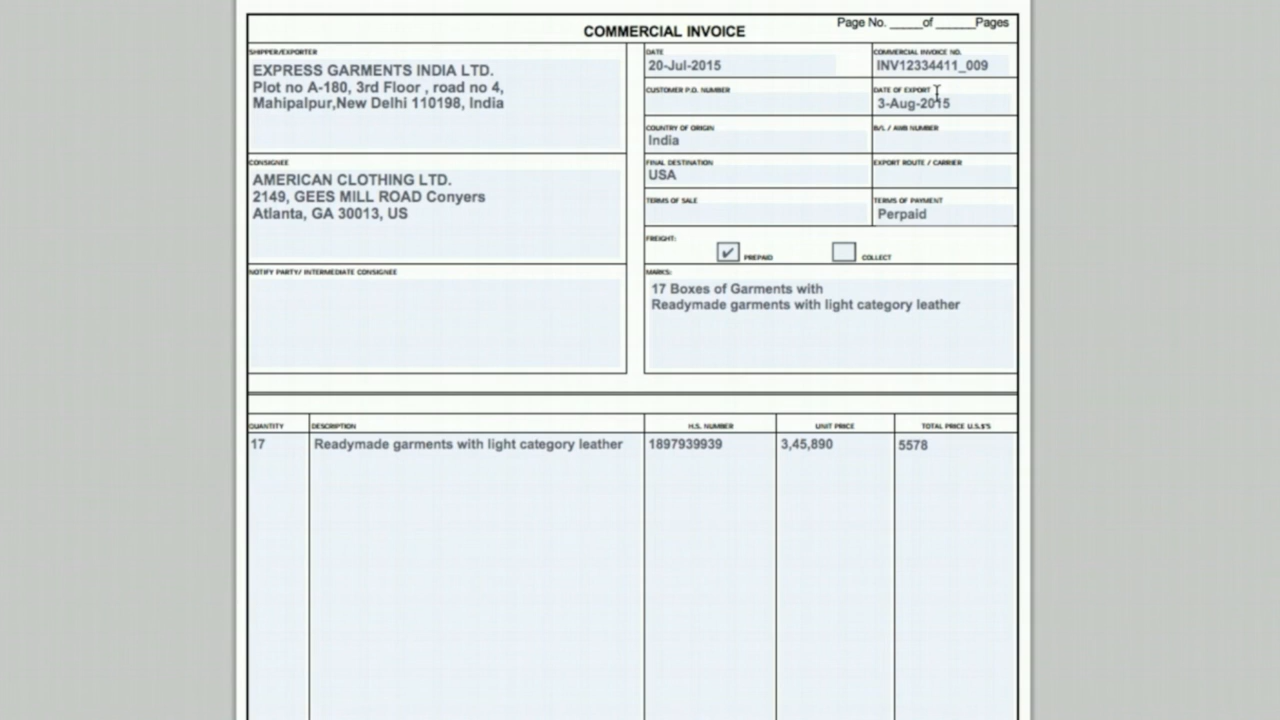 Page No. _____of ______Pages
COMMERCIAL INVOICE
SHIPPER/EXPORTER
EXPRESS GARMENTS INDIA LTD.
Plot no A-180, 3rd Floor , road no 4,
Mahipalpur,New Delhi 110198, India
DATE
20-Jul-2015
COMMERCIAL INVOICE NO.
INV12334411_009
CUSTOMER P.O. NUMBER
DATE OF EXPORT
3-Aug-2015
COUNTRY OF ORIGIN
India
B/L / AWB NUMBER
CONSIGNEE
AMERICAN CLOTHING LTD.
2149, GEES MILL ROAD Conyers
Atlanta, GA 30013, US
FINAL DESTINATION
USA
EXPORT ROUTE / CARRIER
TERMS OF SALE
TERMS OF PAYMENT
Perpaid
FREIGHT:
PREPAID
COLLECT
NOTIFY PARTY/ INTERMEDIATE CONSIGNEE
MARKS:
17 Boxes of Garments with
Readymade garments with light category leather
QUANTITY DESCRIPTION H.S. NUMBER UNIT PRICE TOTAL PRICE U.S.$'S
17 Readymade garments with light category leather 1897939939 3,45,890 5578